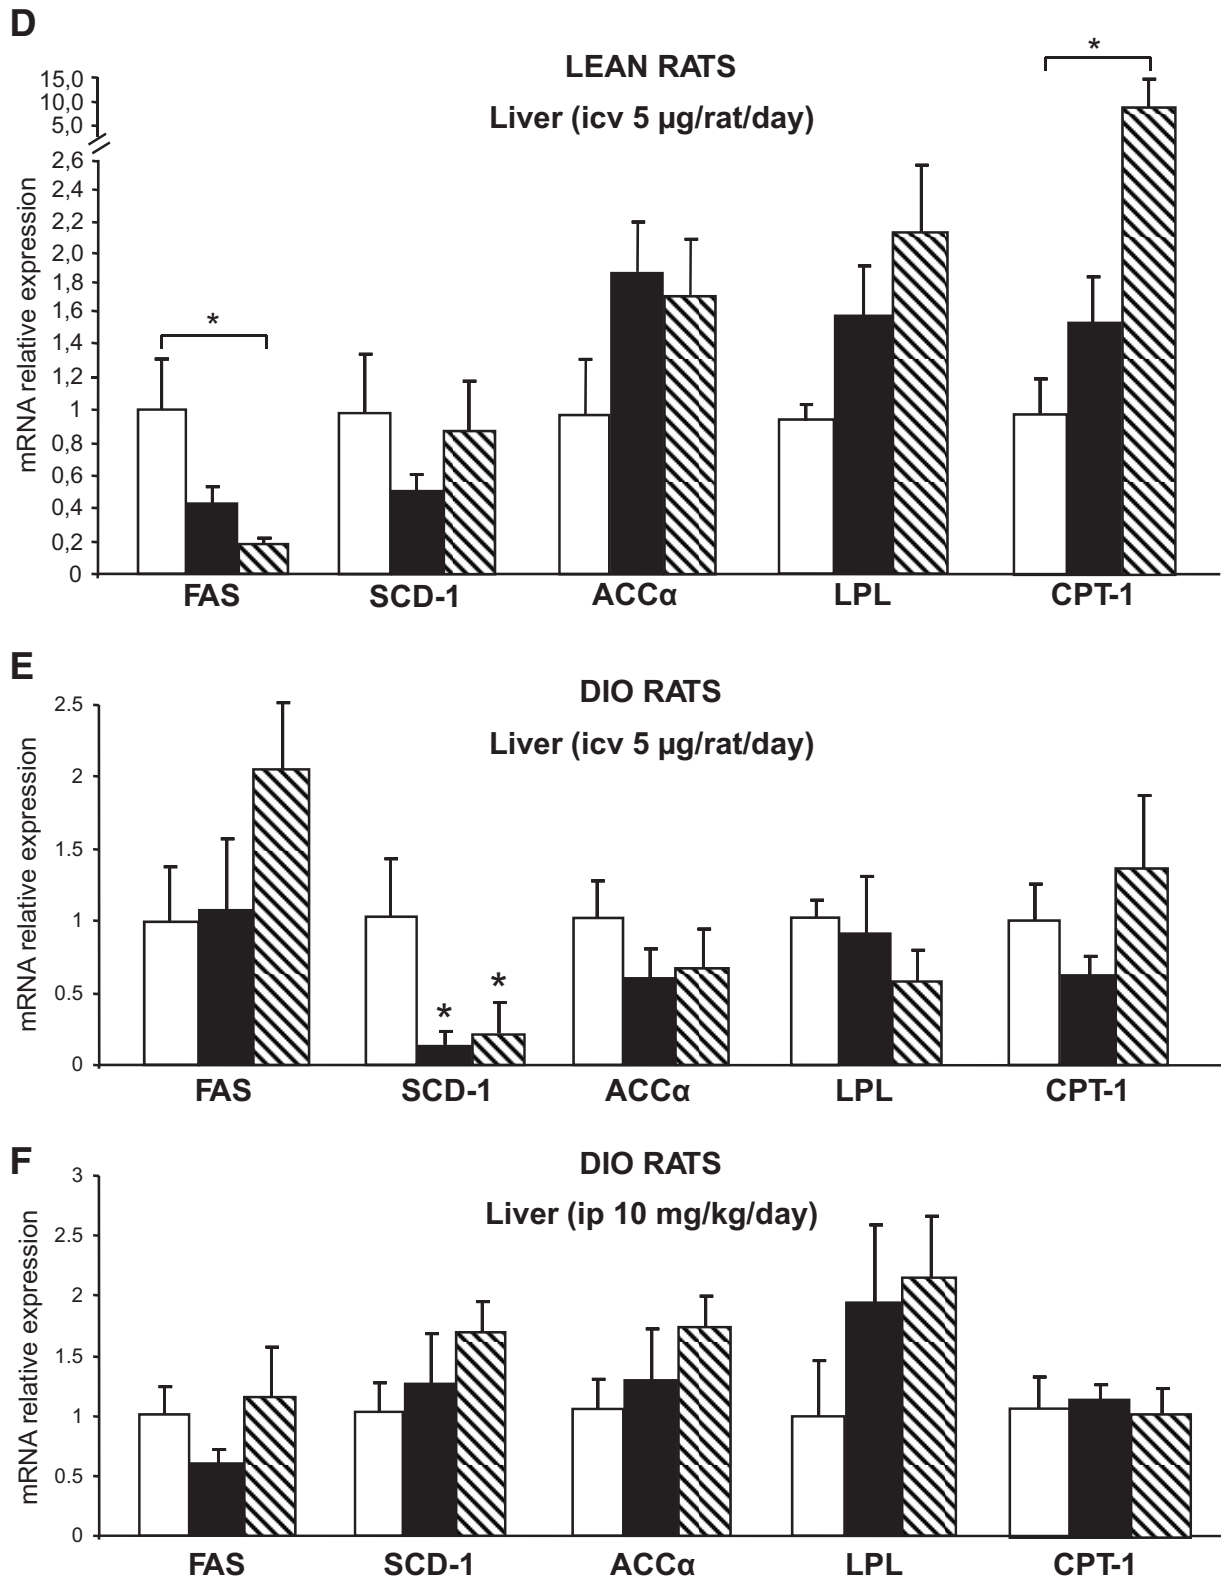 D
LEAN RATS
Liver (icv 5 µg/rat/day)
mRNA relative expression
15,0
10,0
5,0
2,6
2,4
2,2
2,0
1,8
1,6
1,4
1,2
1
0,8
0,6
0,4
0,2
0
*
*
FAS
SCD-1
ACCα
LPL
CPT-1
E
DIO RATS
Liver (icv 5 µg/rat/day)
mRNA relative expression
2.5
2
1.5
1
0.5
0
*
*
FAS
SCD-1
ACCα
LPL
CPT-1
F
DIO RATS
Liver (ip 10 mg/kg/day)
mRNA relative expression
3
2.5
2
1.5
1
0.5
0
FAS
SCD-1
ACCα
LPL
CPT-1